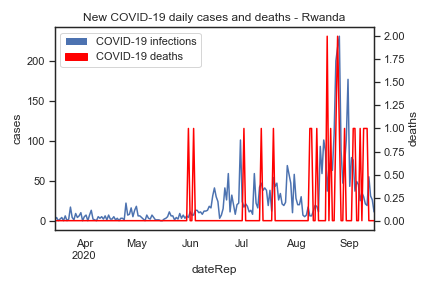 New COVID-19 daily cases and deaths - Rwanda
COVID-19 infections
COVID-19 deaths
cases
200
150
100
50
0
2.00
1.75
1.50
1.25
1.00
0.75
0.50
0.25
0.00
deaths
Apr May Jun Jul Aug Sep
2020
dateRep